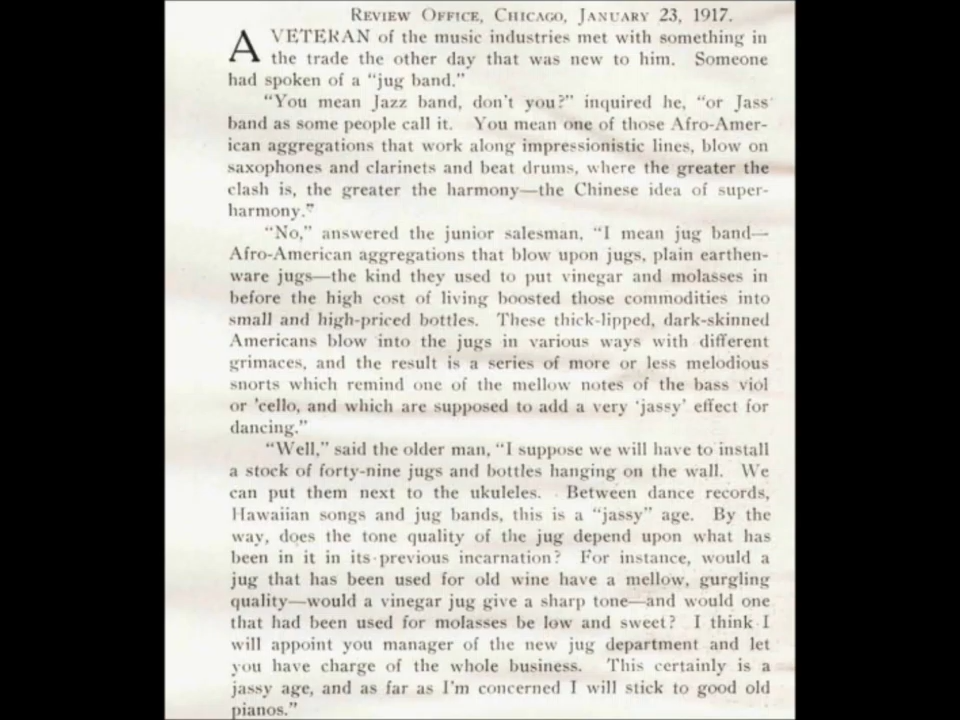 REVIEW OFFICE, CHICAGO, JANUARY 23, 1917.
A VETERAN of the music industries met with something in
the trade the other day that was new to him. Someone
had spoken of a "jug band."
"You mean Jazz band, don't you?" inquired he, "or Jass
band as some people call it. You mean one of those Afro-Amer-
ican aggregations that work along impressionistic lines, blow on
saxophones and clarinets and beat drums, where the greater the
clash is, the greater the harmony—the Chinese idea of super-
harmony."
"No," answered the junior salesman, "I mean jug band—
Afro-American aggregations that blow upon jugs, plain earthen-
ware jugs—the kind they used to put vinegar and molasses in
before the high cost of living boosted those commodities into
small and high-priced bottles. These thick-lipped, dark-skinned
Americans blow into the jugs in various ways with different
grimaces, and the result is a series of more or less melodious
snorts which remind one of the mellow notes of the bass viol
or 'cello, and which are supposed to add a very 'jassy' effect for
dancing."
"Well," said the older man, "I suppose we will have to install
a stock of forty-nine jugs and bottles hanging on the wall. We
can put them next to the ukuleles. Between dance records,
Hawaiian songs and jug bands, this is a "jassy" age. By the
way, does the tone quality of the jug depend upon what has
been in it in its previous incarnation? For instance, would a
jug that has been used for old wine have a mellow, gurgling
quality—would a vinegar jug give a sharp tone—and would one
that had been used for molasses be low and sweet? I think I
will appoint you manager of the new jug department and let
you have charge of the whole business. This certainly is a
jassy age, and as far as I'm concerned I will stick to good old
pianos."